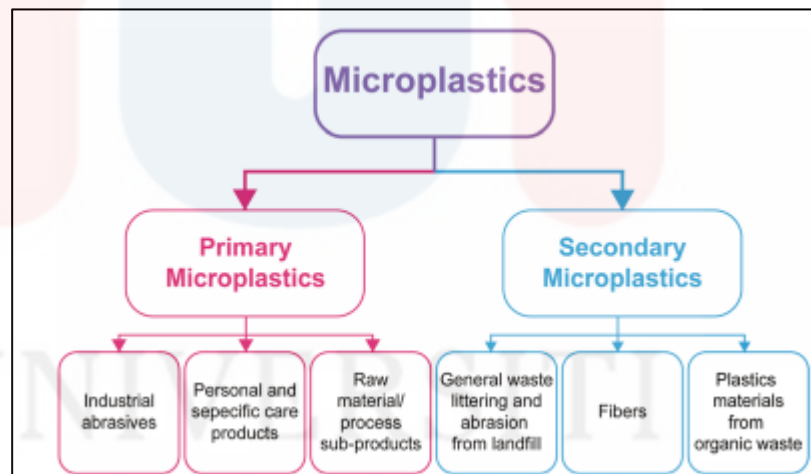 Microplastics
Primary
Microplastics
Secondary
Microplastics
Industrial
abrasives
Personal and
sepecific care
products
Raw
material/
process
sub-products
General waste
littering and
abrasion
from landfill
Fibers
Plastics
materials
from
organic waste
UNIVERSITI